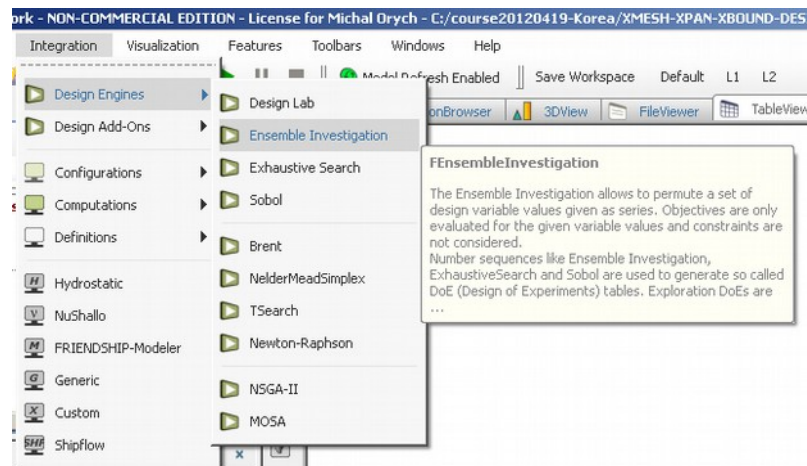 ork - NON-COMMERCIAL EDITION - License for Michal Orych - C:/course20120419-Korea/XMESH-XPAN-XBOUND-DES
Integration Visualization Features Toolbars Windows Help
Model Refresh Enabled Save Workspace Default L1 L2
onBrowser 3DView FileViewer TableView
Design Engines
Design Add-Ons
Configurations
Computations
Definitions
Hydrostatic
NuShallo
FRIENDSHIP-Modeler
Generic
Custom
Shipflow
Design Lab
Ensemble Investigation
Exhaustive Search
Sobol
Brent
NelderMeadSimplex
TSearch
Newton-Raphson
NSGA-II
MOSA
FEnsembleInvestigation
The Ensemble Investigation allows to permute a set of
design variable values given as series. Objectives are only
evaluated for the given variable values and constraints are
not considered.
Number sequences like Ensemble Investigation,
ExhaustiveSearch and Sobol are used to generate so called
DoE (Design of Experiments) tables. Exploration DoEs are
...